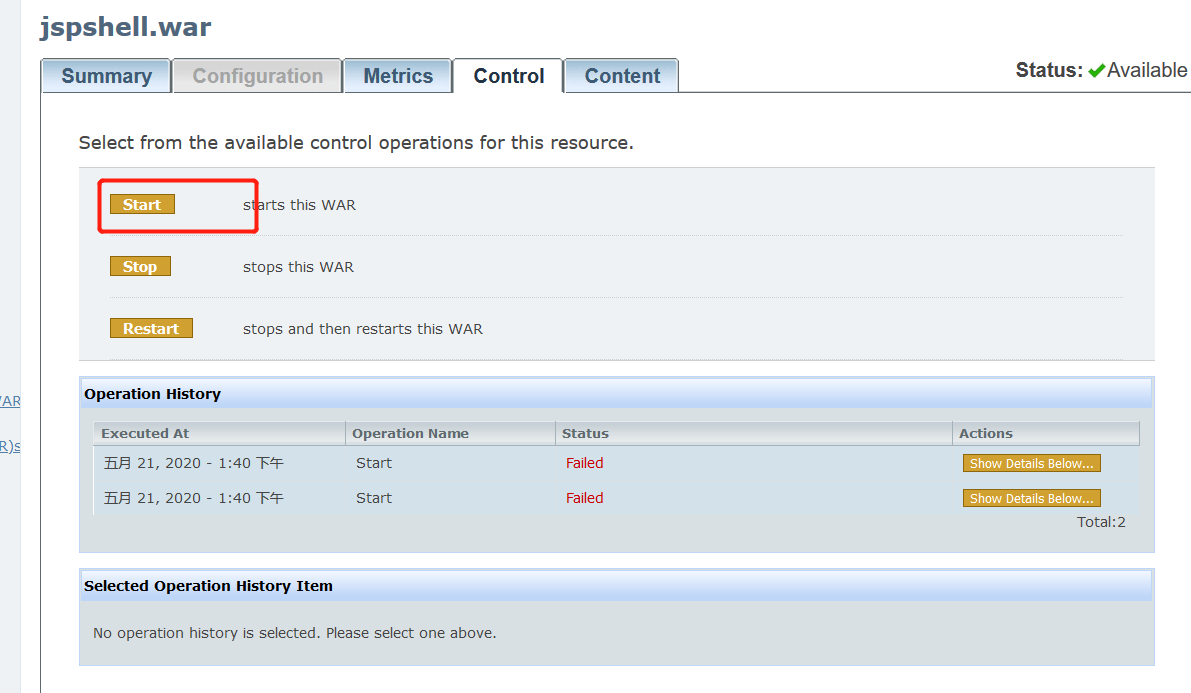 jspshell.war
Summary Configuration Metrics Control Content Status: Available
Select from the available control operations for this resource.
Start starts this WAR
Stop stops this WAR
Restart stops and then restarts this WAR
Operation History
Executed At Operation Name Status Actions
五月 21, 2020 - 1:40 下午 Start Failed Show Details Below...
五月 21, 2020 - 1:40 下午 Start Failed Show Details Below...
Total:2
Selected Operation History Item
No operation history is selected. Please select one above.